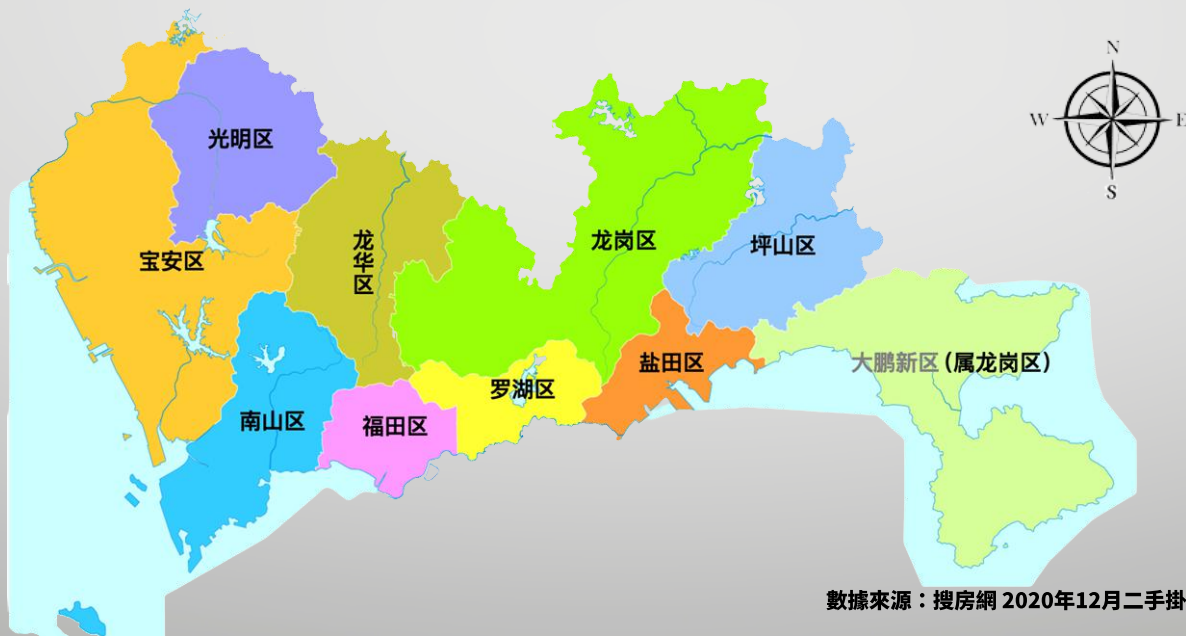 N
W
E
S
光明区
龙华区
龙岗区
宝安区
坪山区
盐田区
大鹏新区(属龙岗区)
罗湖区
南山区
福田区
數據來源：搜房網 2020年12月二手掛